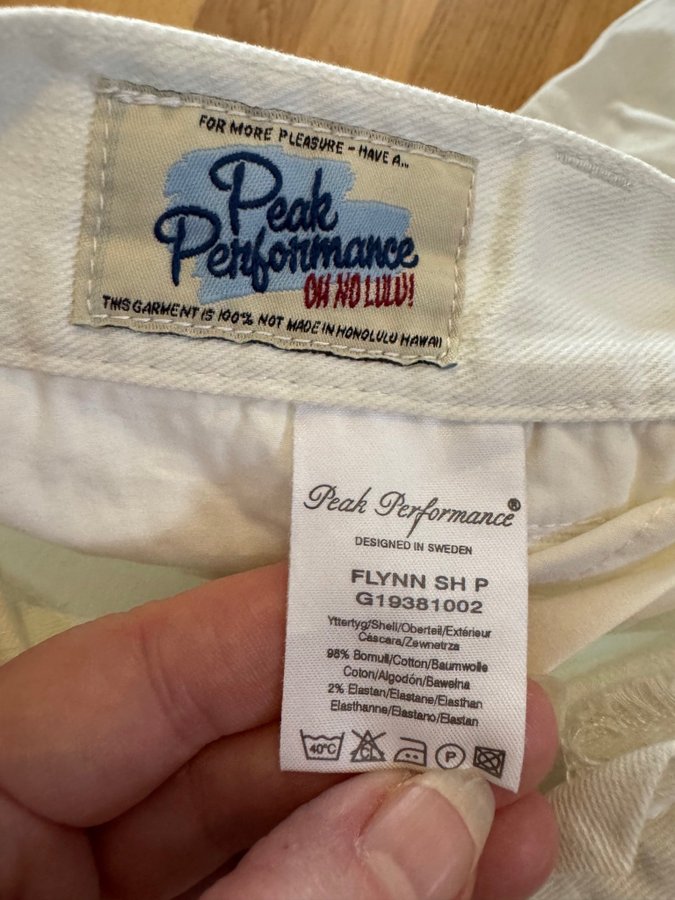 FOR MORE PLEASURE - HAVE A...
Peak
Performance
OH NO LULU!
THIS GARMENT IS 100% NOT MADE IN HONOLULU HAWAII
Peak Performance®
DESIGNED IN SWEDEN
FLYNN SH P
G19381002
Yttertyg/Shell/Oberteil/Extérieur
Cascara/Zewnetrza
98% Bomull/Cotton/Baumwolle
Coton/Algodón/Bawelna
2% Elastan/Elastane/Elasthan
Elasthanne/Elastano/Elastan
40°C CL P